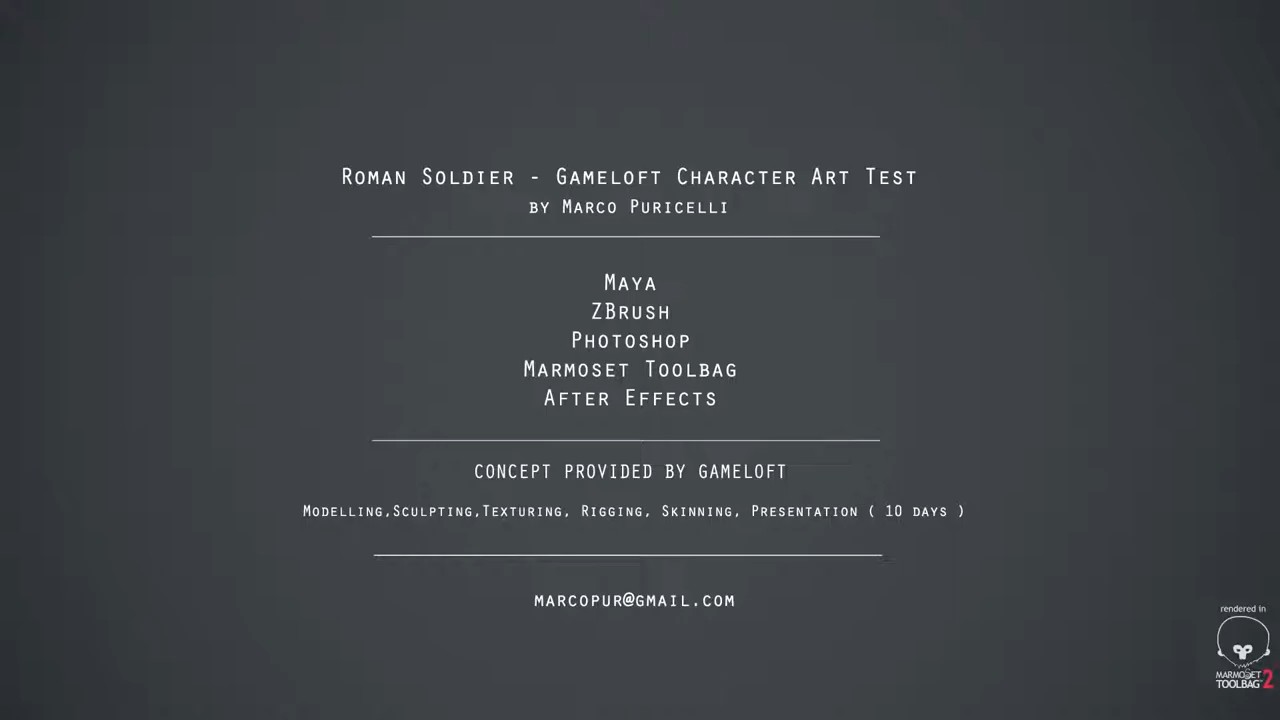 Roman Soldier - Gameloft Character Art Test
by Marco Puricelli
Maya
ZBrush
Photoshop
Marmoset Toolbag
After Effects
CONCEPT PROVIDED BY GAMELOFT
Modelling,Sculpting,Texturing, Rigging, Skinning, Presentation ( 10 days )
marcopur@gmail.com
rendered in
MARMOSET
TOOLBAG 2